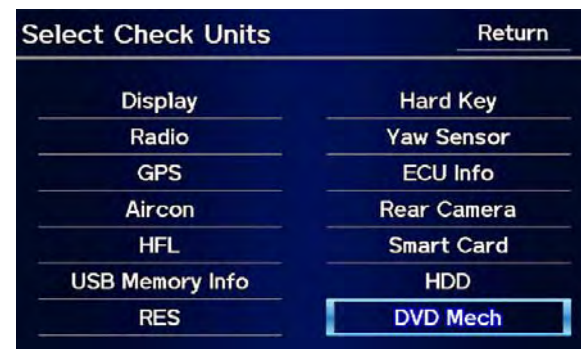 Select Check Units Return
Display Hard Key
Radio Yaw Sensor
GPS ECU Info
Aircon Rear Camera
HFL Smart Card
USB Memory Info HDD
RES DVD Mech